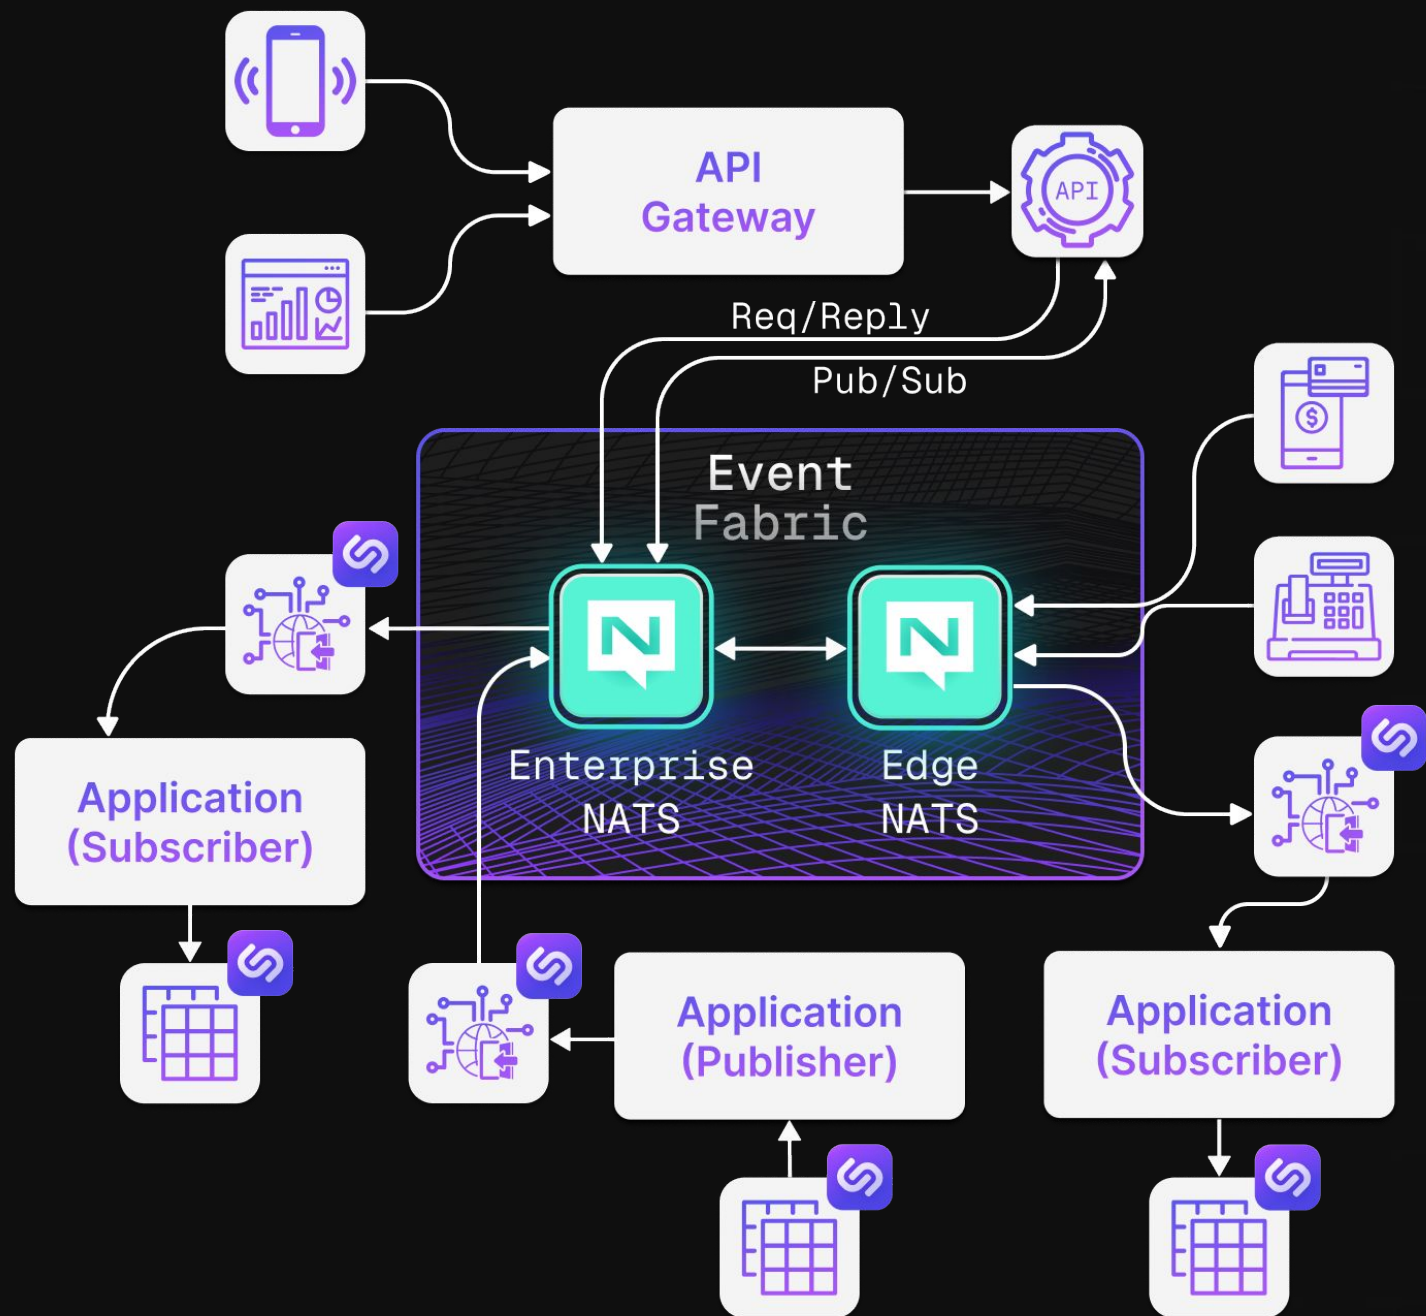 API
Gateway
API
Req/Reply
Pub/Sub
$
Event
Fabric
N
N
Enterprise
NATS
Edge
NATS
Application
(Subscriber)
Application
(Publisher)
Application
(Subscriber)